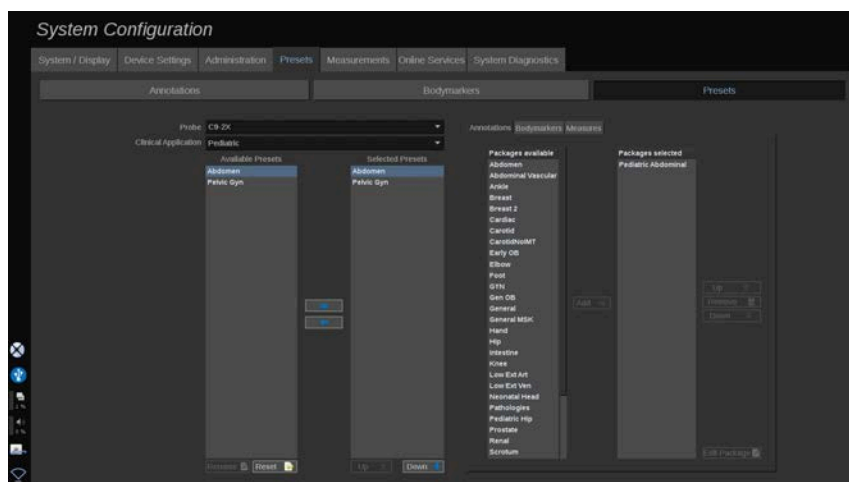 System Configuration
System / Display Device Settings Administration Presets Measurements Online Services System Diagnostics
Annotations Bodymarkers Presets
Probe C9-2X
Clinical Application Pediatric
Available Presets Selected Presets
Abdomen Abdomen
Pelvic Gyn Pelvic Gyn
Reset Up Down
Annotations Bodymarkers Measures
Packages available
Abdomen
Abdominal Vascular
Ankle
Breast
Breast 2
Cardiac
Carotid
CarotidNoIMT
Early OB
Elbow
Foot
GYN
Gen OB
General
General MSK
Hand
Hip
Intestine
Knee
Low Ext Art
Low Ext Ven
Neonatal Head
Pathologies
Pediatric Hip
Prostate
Renal
Scrotum
Add
Packages selected
Pediatric Abdominal
Up
Remove
Down
Edit Package